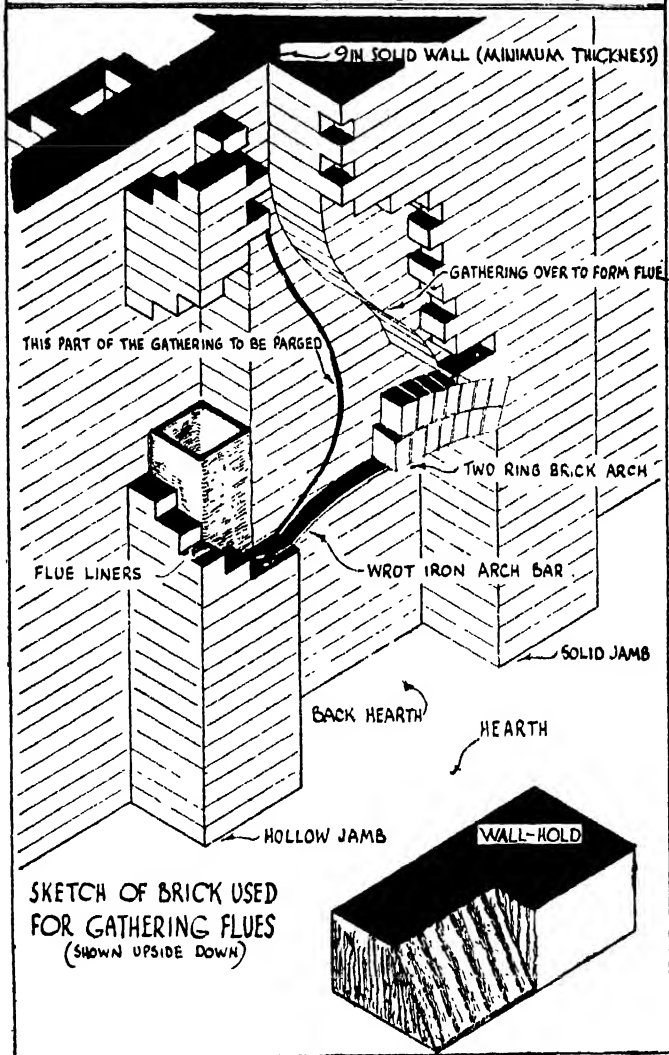 9IN SOLID WALL (MINIMUM THICKNESS)
GATHERING OVER TO FORM FLUE
THIS PART OF THE GATHERING TO BE PARGED
TWO RING BRICK ARCH
FLUE LINERS
WROT IRON ARCH BAR
SOLID JAMB
BACK HEARTH
HEARTH
HOLLOW JAMB
WALL-HOLD
SKETCH OF BRICK USED
FOR GATHERING FLUES
(SHOWN UPSIDE DOWN)